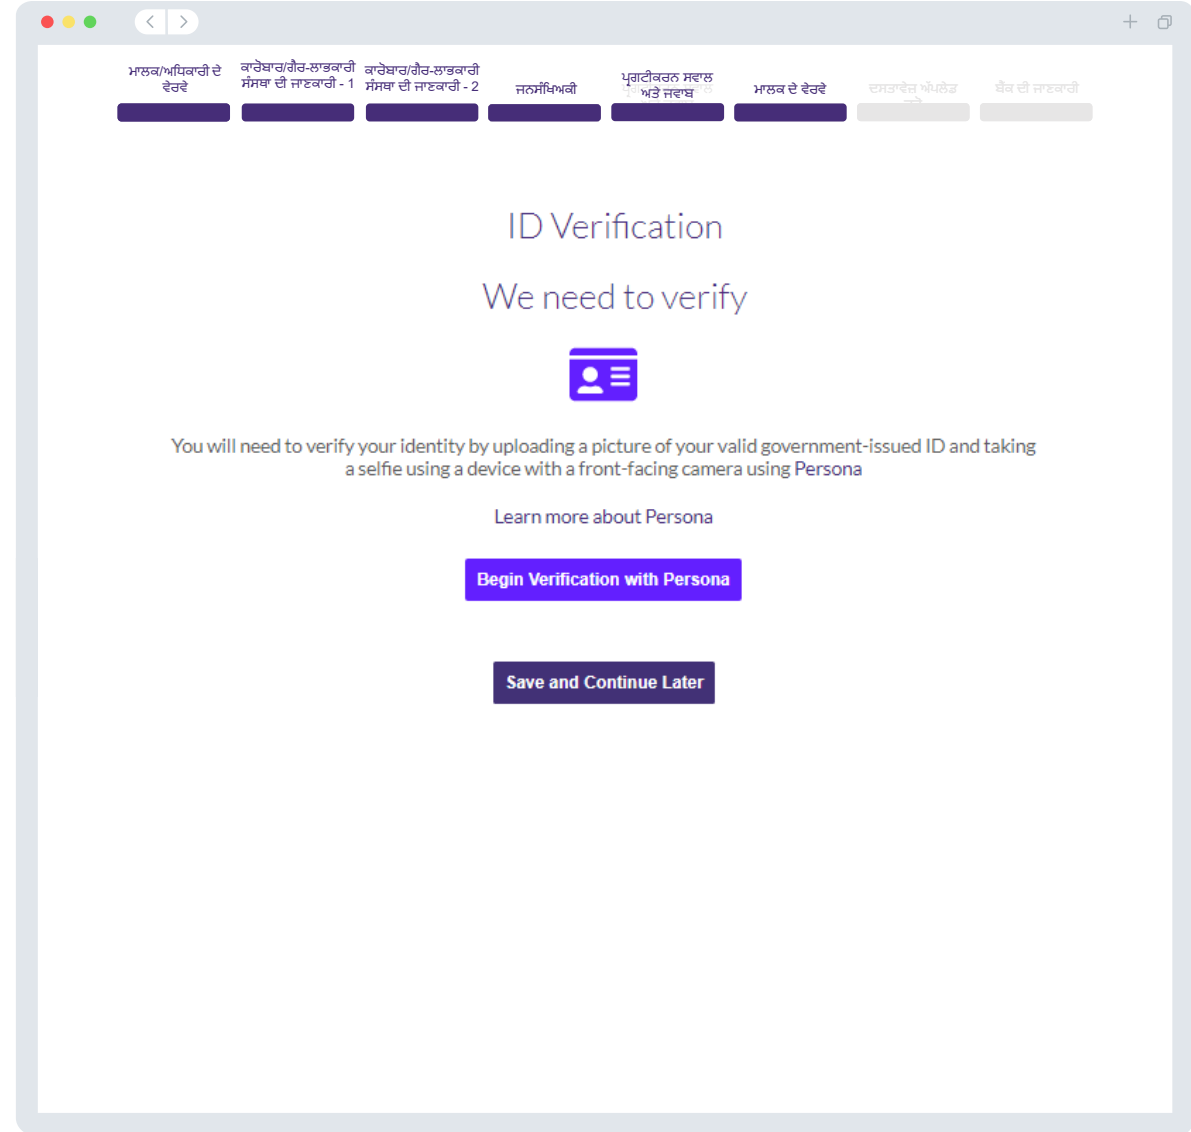 ਮਾਲਕ/ਅਧਿਕਾਰੀ ਦੇ
ਵੇਰਵੇ
ਕਾਰੋਬਾਰ/ਗੈਰ-ਲਾਭਕਾਰੀ
ਸੰਸਥਾ ਦੀ ਜਾਣਕਾਰੀ - 1
ਕਾਰੋਬਾਰ/ਗੈਰ-ਲਾਭਕਾਰੀ
ਸੰਸਥਾ ਦੀ ਜਾਣਕਾਰੀ - 2
ਜਨਸੰਖਿਅਕੀ
ਪ੍ਰਗਟੀਕਰਨ ਸਵਾਲ
ਅਤੇ ਜਵਾਬ
ਮਾਲਕ ਦੇ ਵੇਰਵੇ
ਦਸਤਾਵੇਜ਼ ਅੱਪਲੋਡ
ਬੈਂਕ ਦੀ ਜਾਣਕਾਰੀ
ID Verification
We need to verify
You will need to verify your identity by uploading a picture of your valid government-issued ID and taking
a selfie using a device with a front-facing camera using Persona
Learn more about Persona
Begin Verification with Persona
Save and Continue Later